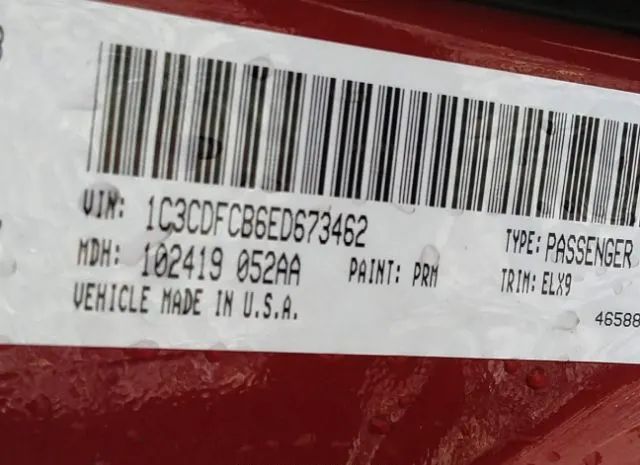 VIN: 1C3CDFCB6ED673462
TYPE: PASSENGER
MDH: 102419 052AA
PAINT: PRM
TRIM: ELX9
VEHICLE MADE IN U.S.A.
46588